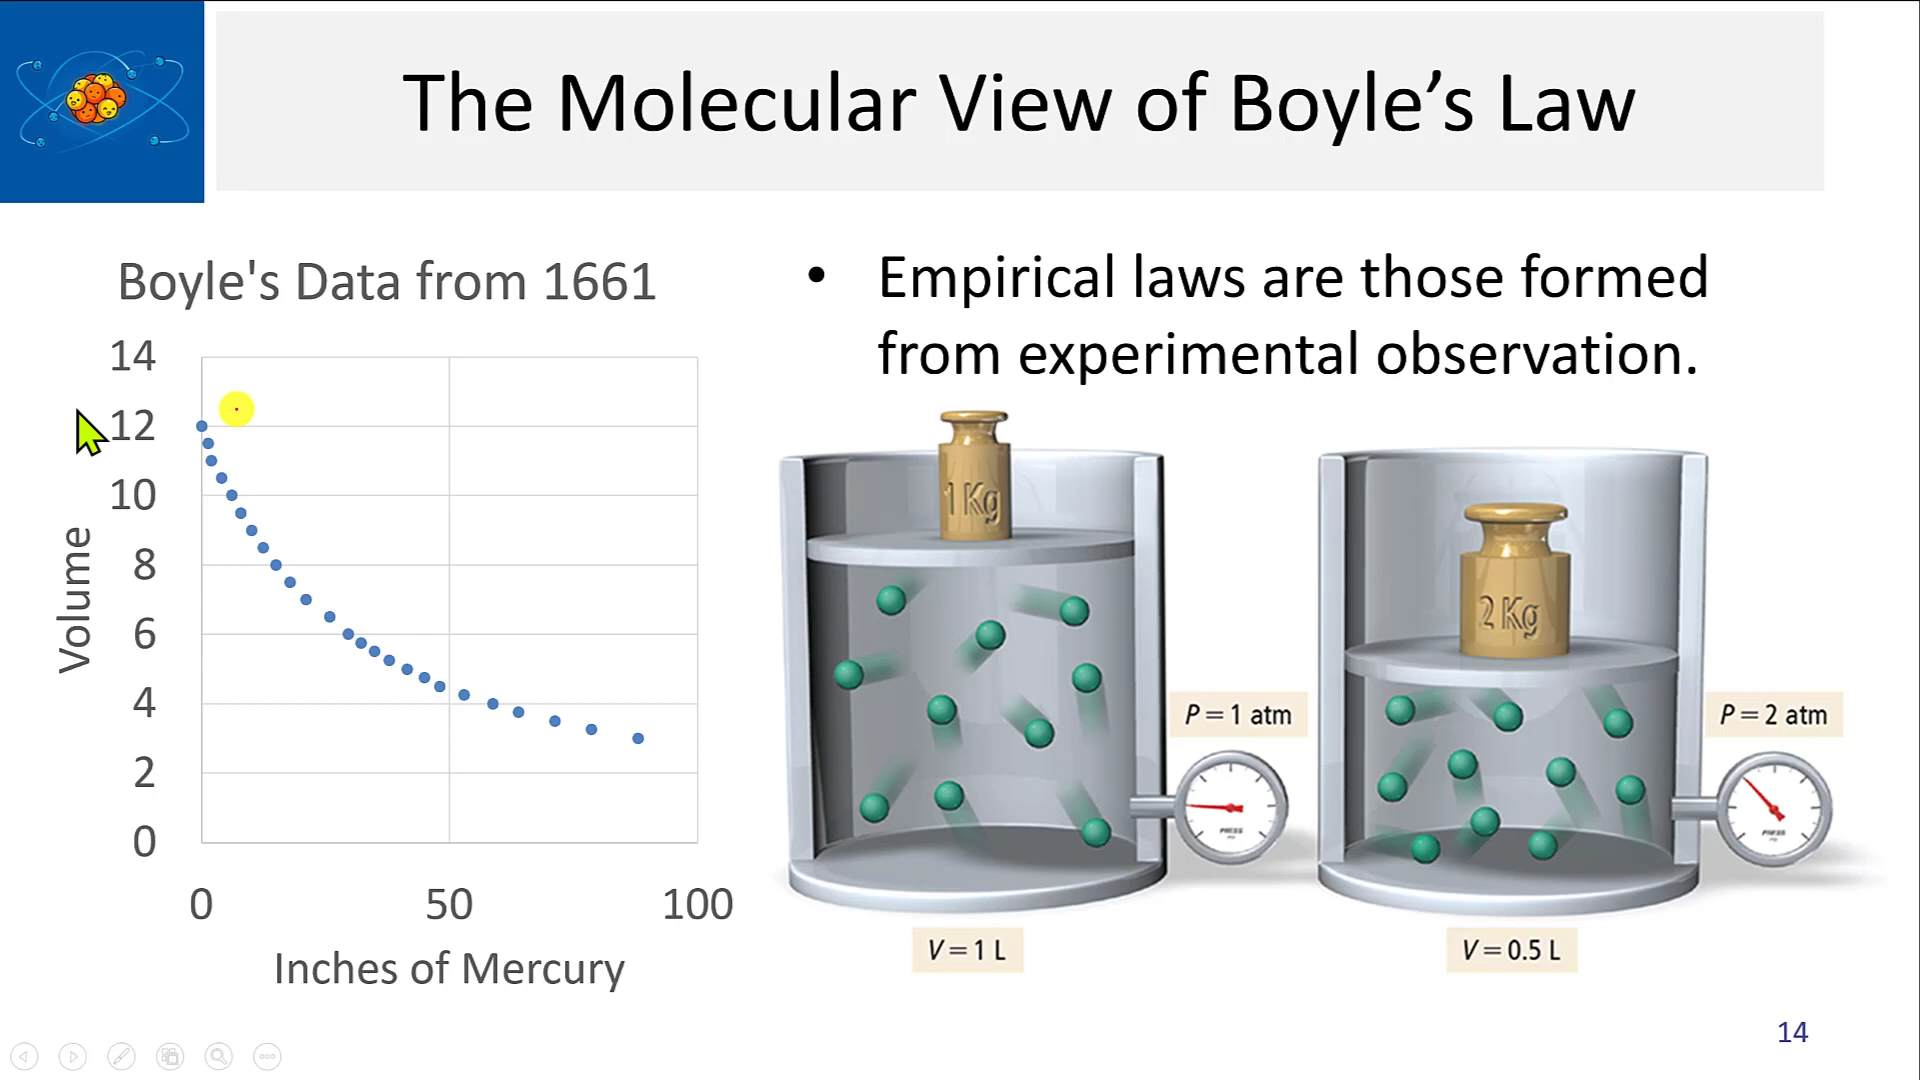 The Molecular View of Boyle’s Law
Boyle's Data from 1661
14
12
10
8
6
4
2
0
Volume
0 50 100
Inches of Mercury
• Empirical laws are those formed
from experimental observation.
1 Kg
P = 1 atm
PRESS
V = 1 L
2 Kg
P = 2 atm
PRESS
V = 0.5 L
14